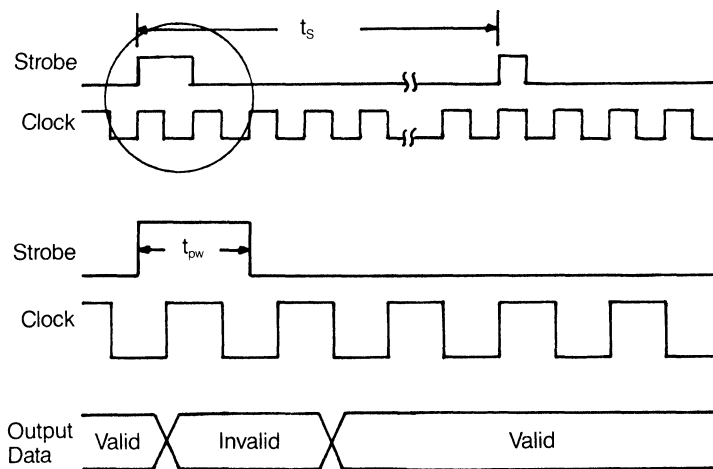 tS
Strobe
Clock
Strobe
tpw
Clock
Output
Data
Valid
Invalid
Valid